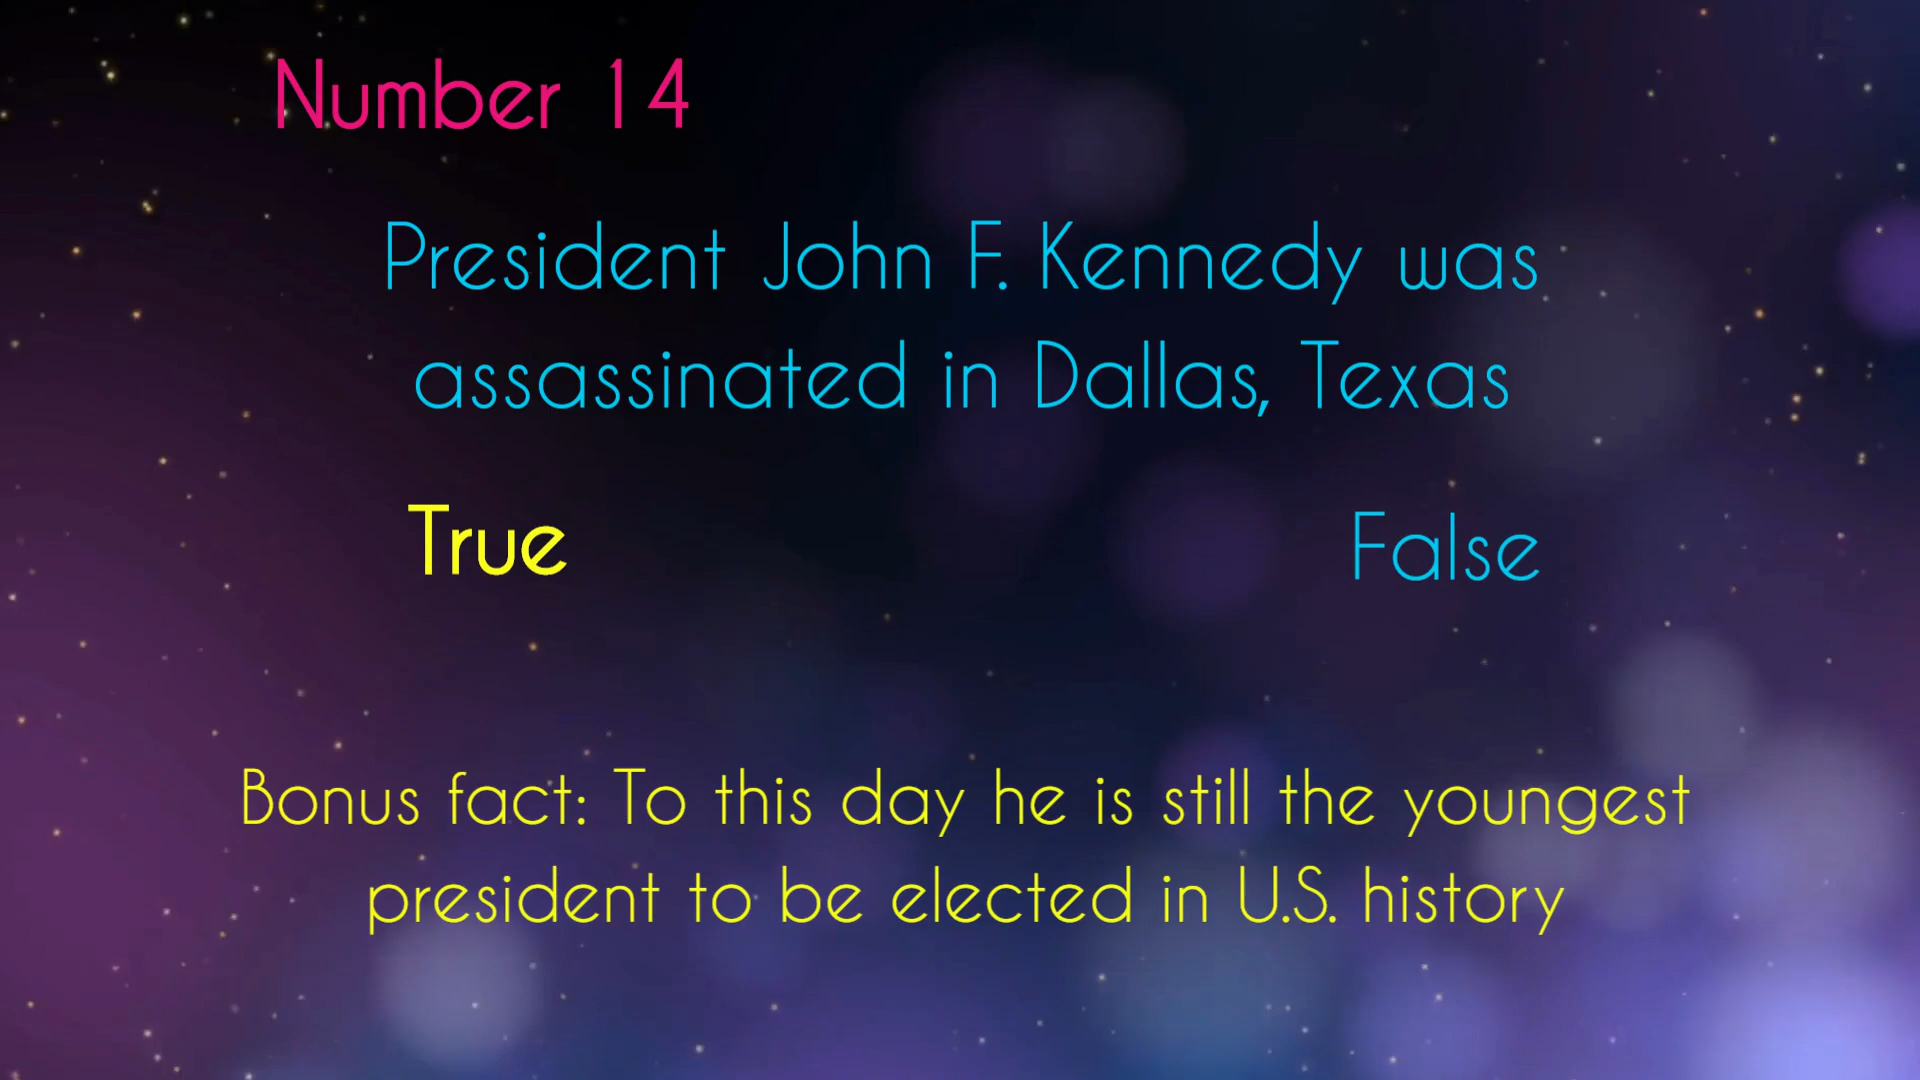 Number 14
President John F. Kennedy was
assassinated in Dallas, Texas
True False
Bonus fact: To this day he is still the youngest
president to be elected in U.S. history